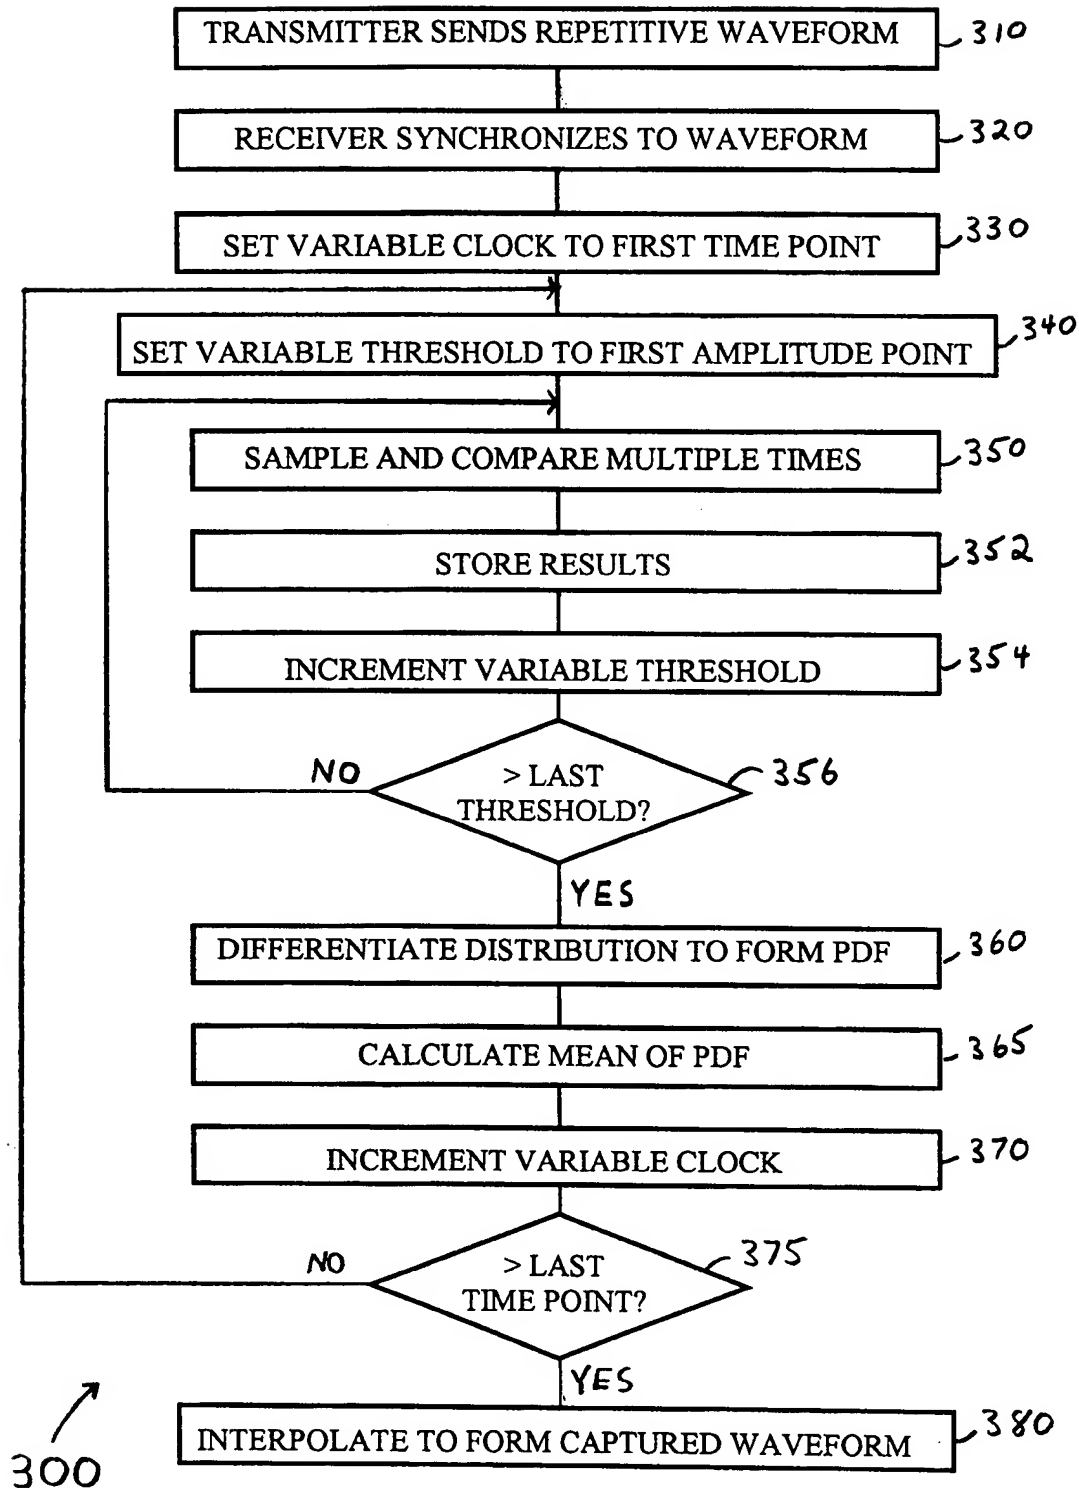 TRANSMITTER SENDS REPETITIVE WAVEFORM 310
RECEIVER SYNCHRONIZES TO WAVEFORM 320
SET VARIABLE CLOCK TO FIRST TIME POINT 330
SET VARIABLE THRESHOLD TO FIRST AMPLITUDE POINT 340
SAMPLE AND COMPARE MULTIPLE TIMES 350
STORE RESULTS 352
INCREMENT VARIABLE THRESHOLD 354
NO
> LAST 356
THRESHOLD?
YES
DIFFERENTIATE DISTRIBUTION TO FORM PDF 360
CALCULATE MEAN OF PDF 365
INCREMENT VARIABLE CLOCK 370
NO
> LAST 375
TIME POINT?
YES
INTERPOLATE TO FORM CAPTURED WAVEFORM 380
300